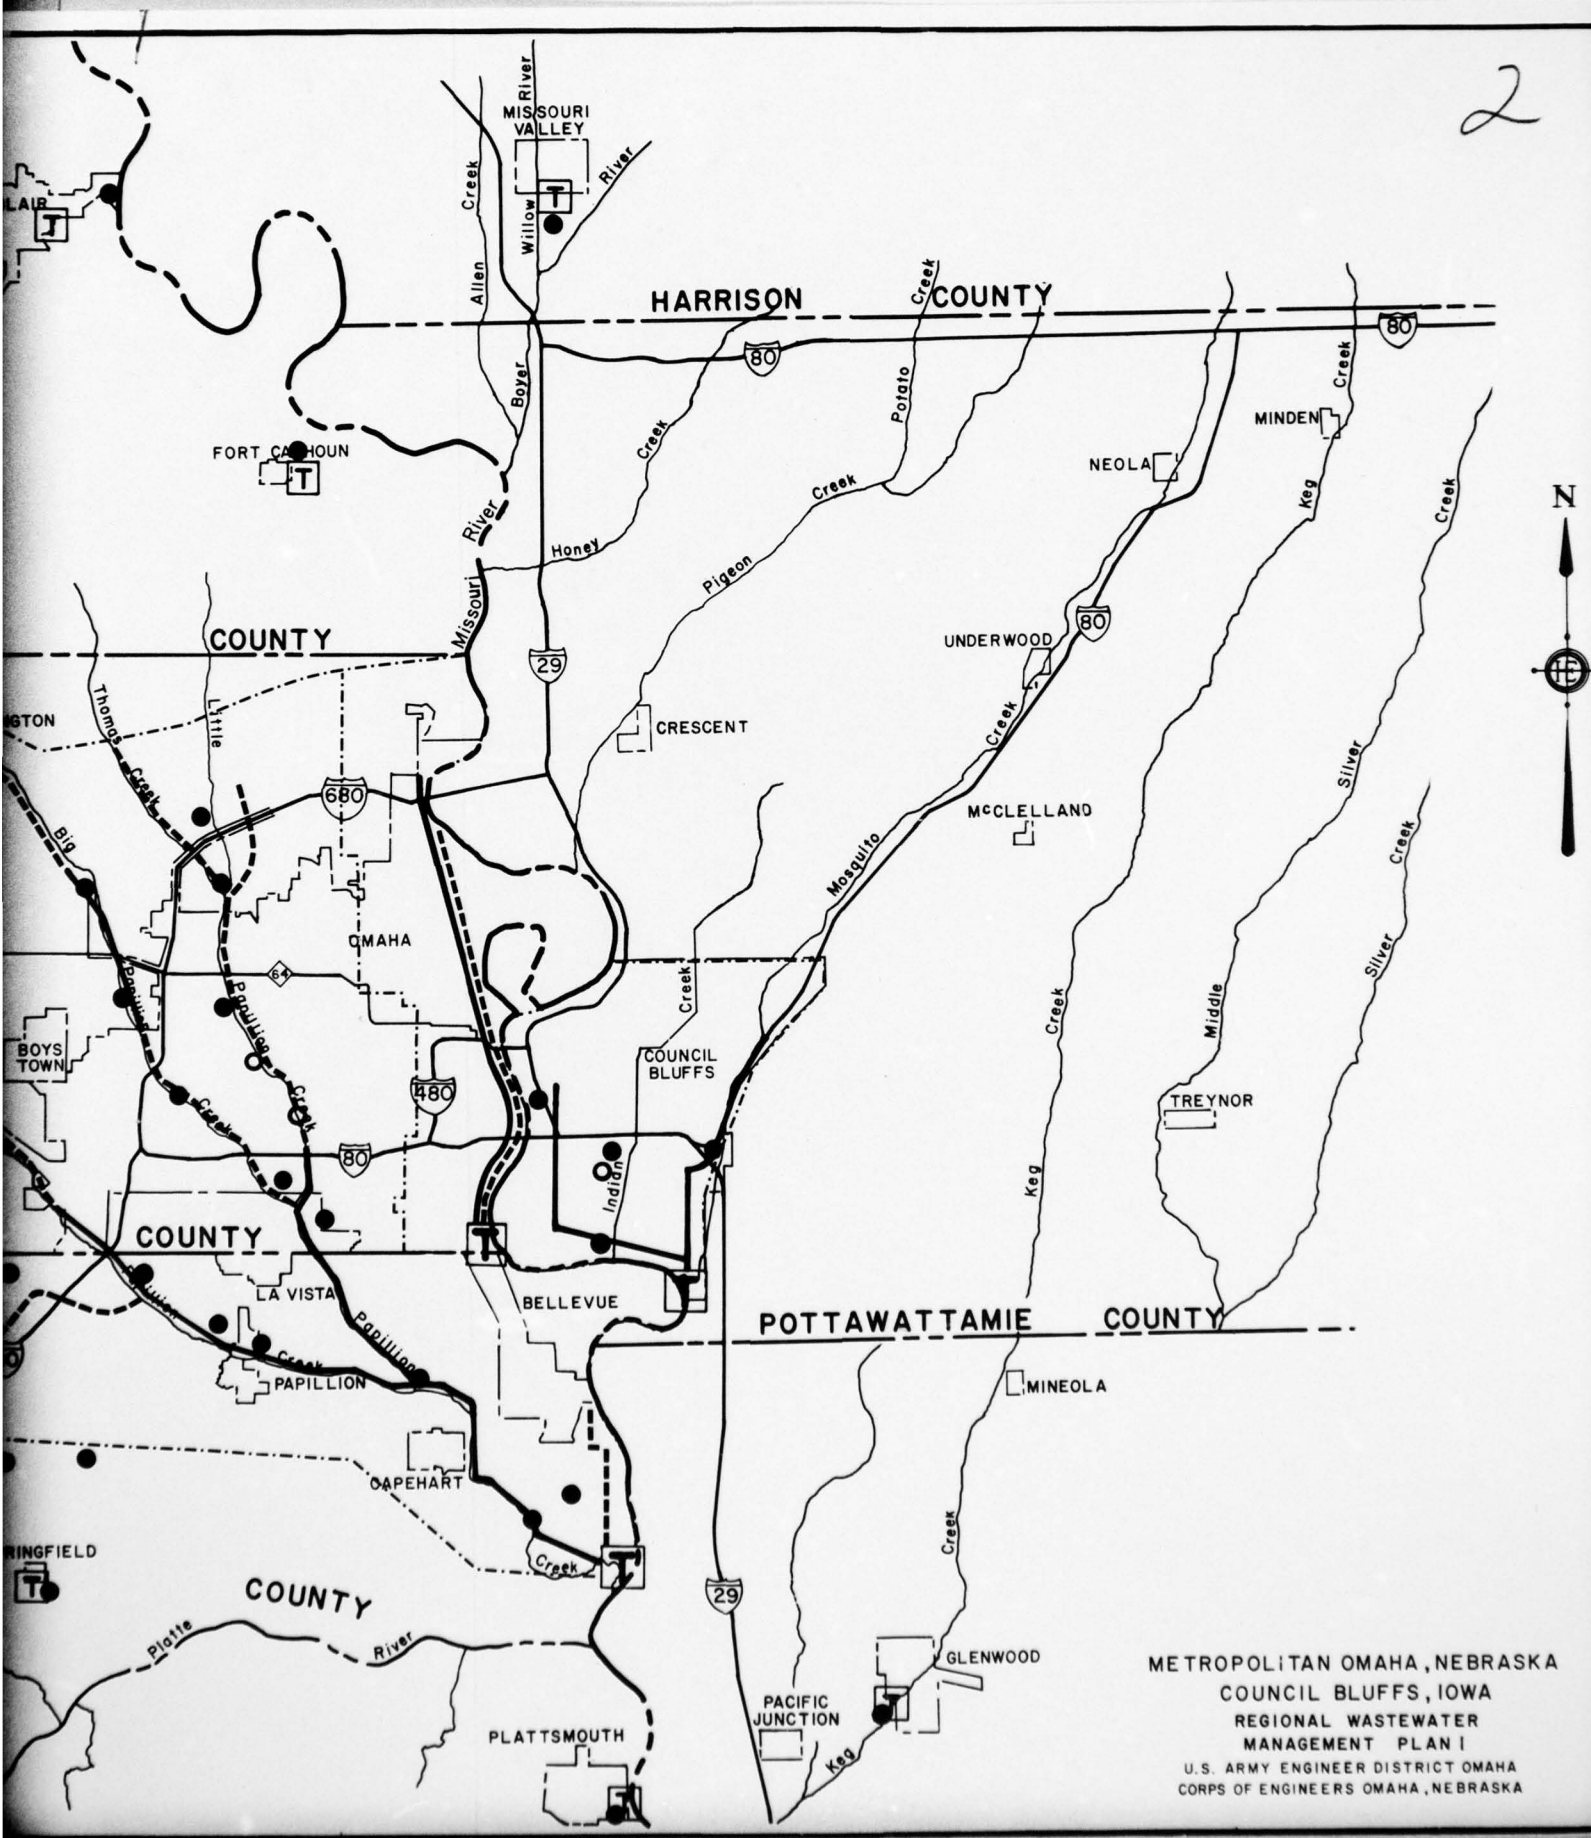 2
River
MISSOURI
VALLEY
Creek
River
T
LAIR
T
Willow
Allen
Creek
HARRISON COUNTY
80
80
Boyer
Potato
Creek
MINDEN
Creek
FORT CALHOUN
T
NEOLA
Creek
Keg
Creek
N
River
Honey
Pigeon
Missouri
80
COUNTY
UNDERWOOD
29
Thomas
Little
Creek
IGTON
CRESCENT
Creek
Silver
680
McCLELLAND
Big
Creek
Mosquito
OMAHA
Silver
64
Papillion
Papillion
Creek
Creek
Middle
BOYS
TOWN
COUNCIL
BLUFFS
480
Creek
Creek
TREYNOR
80
Indian
Keg
COUNTY
T
LA VISTA
BELLEVUE
T
POTTAWATTAMIE COUNTY
Papillion
Creek
PAPILLION
MINEOLA
CAPEHART
Creek
RINGFIELD
T
Creek
T
COUNTY
29
Platte
River
GLENWOOD
T
PACIFIC
JUNCTION
PLATTSMOUTH
Keg
T
METROPOLITAN OMAHA, NEBRASKA
COUNCIL BLUFFS, IOWA
REGIONAL WASTEWATER
MANAGEMENT PLAN I
U.S. ARMY ENGINEER DISTRICT OMAHA
CORPS OF ENGINEERS OMAHA, NEBRASKA